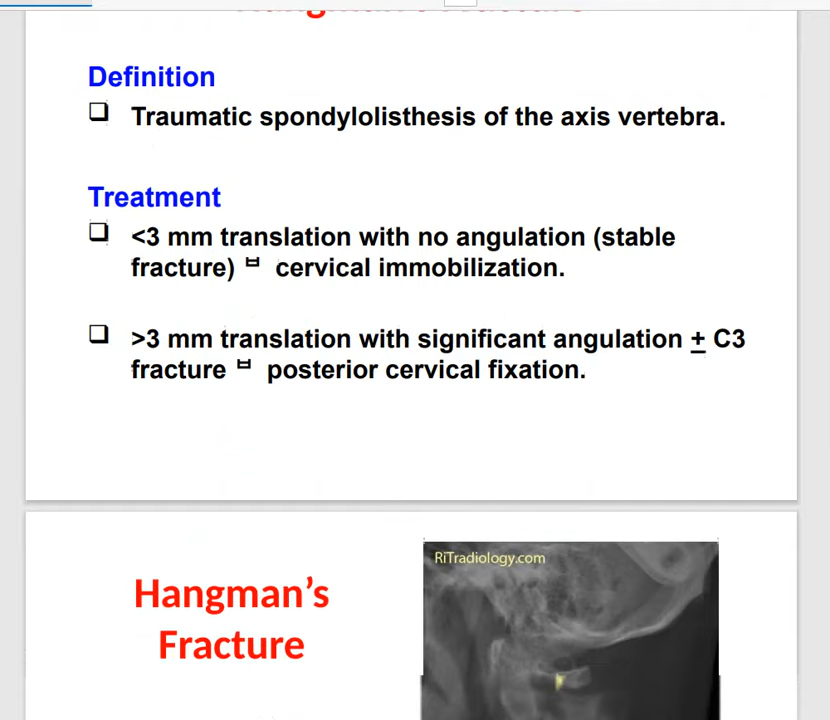 Definition
❑ Traumatic spondylolisthesis of the axis vertebra.
Treatment
❑ <3 mm translation with no angulation (stable
fracture) ㅂ cervical immobilization.
❑ >3 mm translation with significant angulation ± C3
fracture ㅂ posterior cervical fixation.
Hangman’s
Fracture
RiTradiology.com